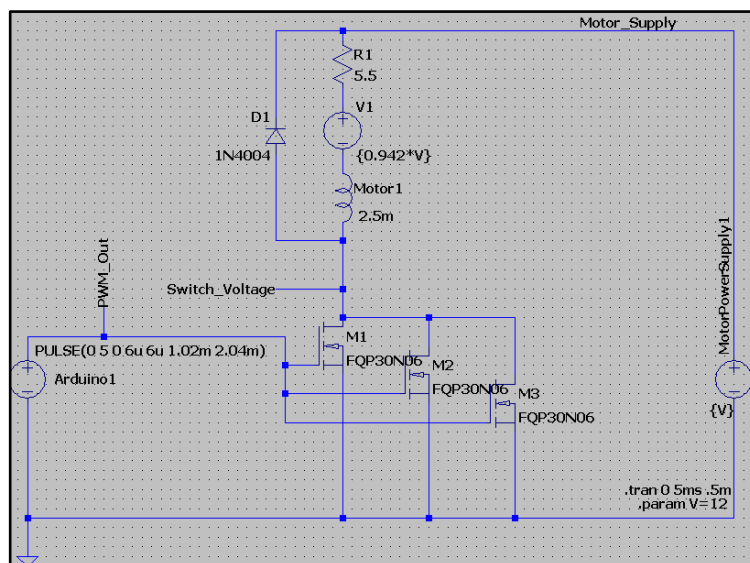 Motor_Supply
R1
5.5
V1
D1
1N4004
{0.942*V}
Motor1
2.5m
PWM_Out
Switch_Voltage
MotorPowerSupply1
M1
PULSE(0 5 0 6u 6u 1.02m 2.04m)
FQP30N06
M2
Arduino1
FQP30N06
M3
{V}
FQP30N06
.tran 0 5ms .5m
.param V=12